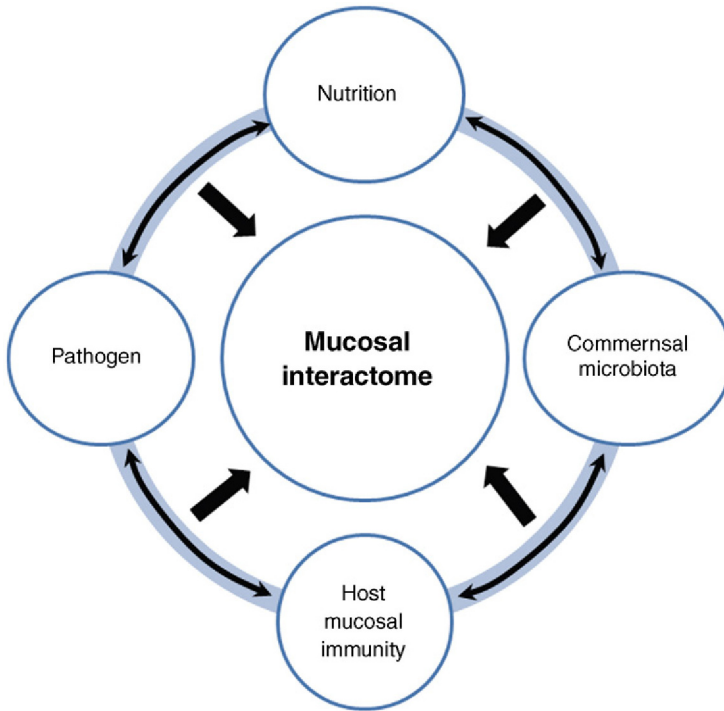 Nutrition
Pathogen
Mucosal
interactome
Commernsal
microbiota
Host
mucosal
immunity